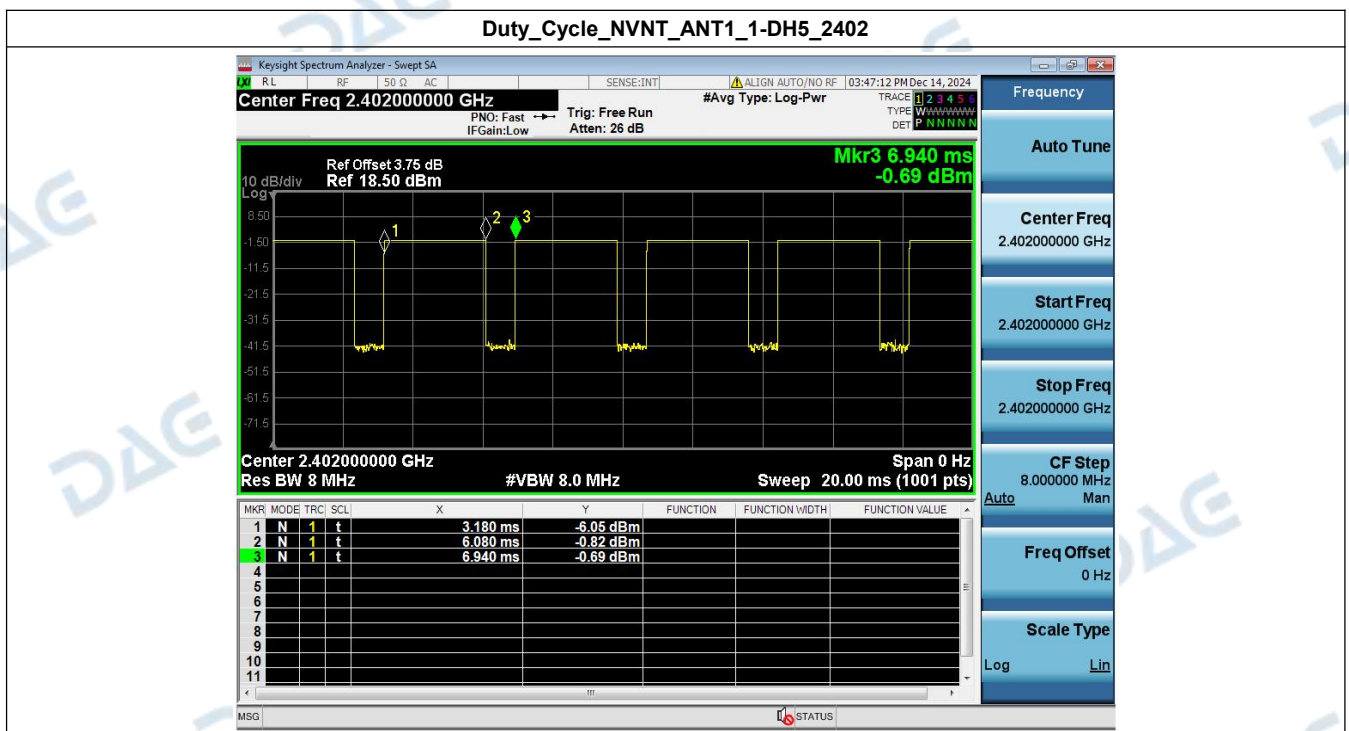 Duty_Cycle_NVNT_ANT1_1-DH5_2402
Keysight Spectrum Analyzer - Swept SA
LXI RL RF 50 Ω AC SENSE:INT ALIGN AUTO/NO RF 03:47:12 PM Dec 14, 2024
Center Freq 2.402000000 GHz
PNO: Fast
IFGain:Low
Trig: Free Run
Atten: 26 dB
#Avg Type: Log-Pwr
TRACE 1 2 3 4 5 6
TYPE WWWWWW
DET P N N N N N
Frequency
Mkr3 6.940 ms
-0.69 dBm
Ref Offset 3.75 dB
10 dB/div Ref 18.50 dBm
Log
8.50
-1.50
-11.5
-21.5
-31.5
-41.5
-51.5
-61.5
-71.5
1
2
3
Center 2.402000000 GHz Span 0 Hz
Res BW 8 MHz #VBW 8.0 MHz Sweep 20.00 ms (1001 pts)
MKR MODE TRC SCL X Y FUNCTION FUNCTION WIDTH FUNCTION VALUE
1 N 1 t 3.180 ms -6.05 dBm
2 N 1 t 6.080 ms -0.82 dBm
3 N 1 t 6.940 ms -0.69 dBm
4
5
6
7
8
9
10
11
MSG STATUS
Auto Tune
Center Freq
2.402000000 GHz
Start Freq
2.402000000 GHz
Stop Freq
2.402000000 GHz
CF Step
8.000000 MHz
Auto Man
Freq Offset
0 Hz
Scale Type
Log Lin
DAE
DAE